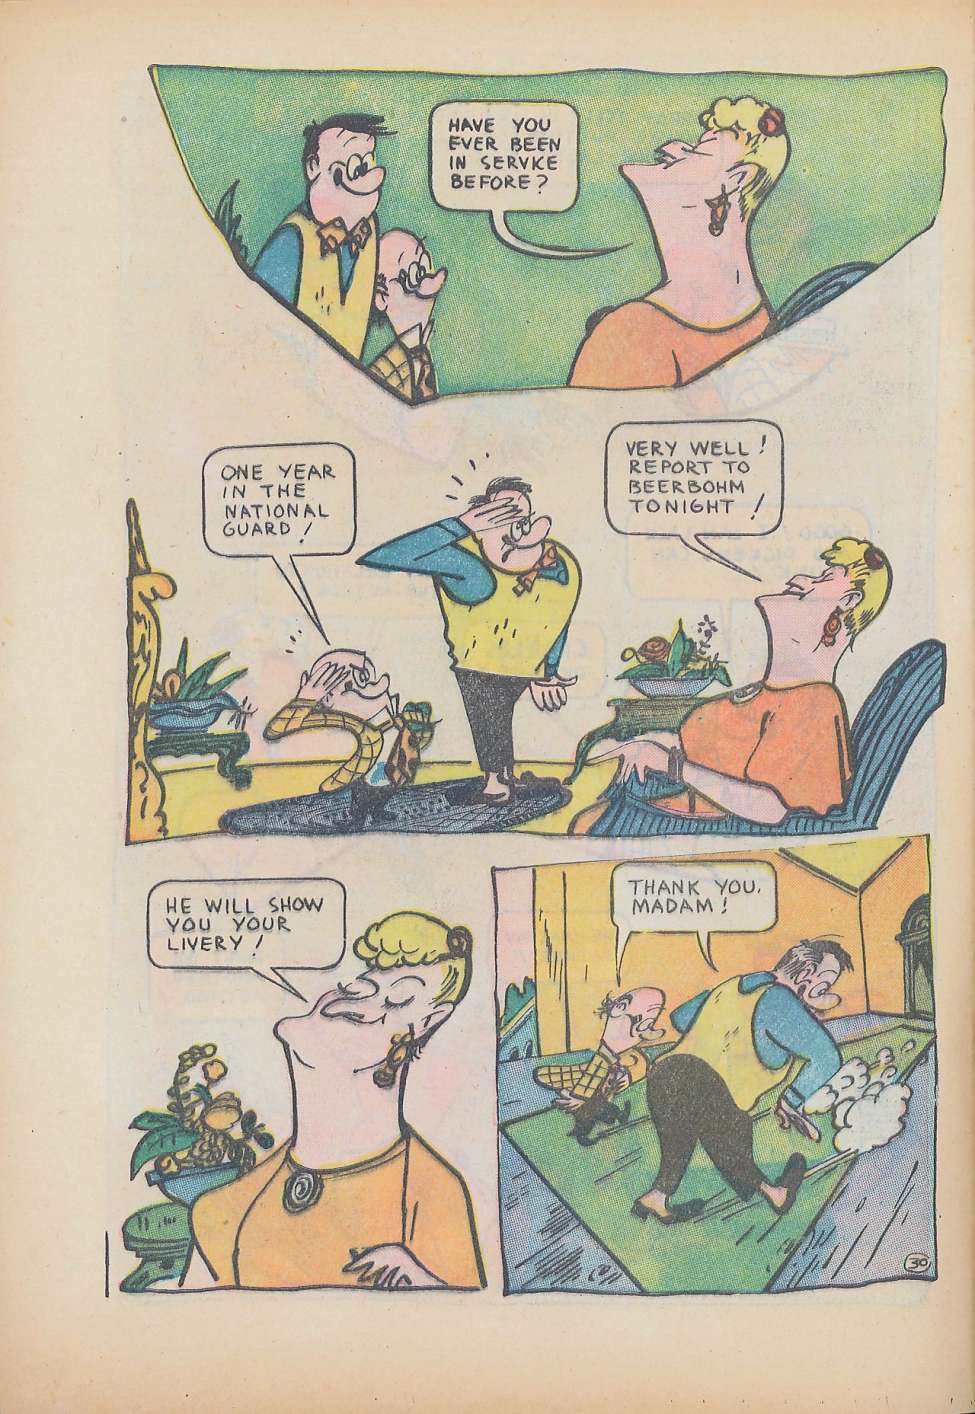 HAVE YOU
EVER BEEN
IN SERVICE
BEFORE?
ONE YEAR
IN THE
NATIONAL
GUARD!
VERY WELL!
REPORT TO
BEERBOHM
TONIGHT!
HE WILL SHOW
YOU YOUR
LIVERY!
THANK YOU,
MADAM!
30